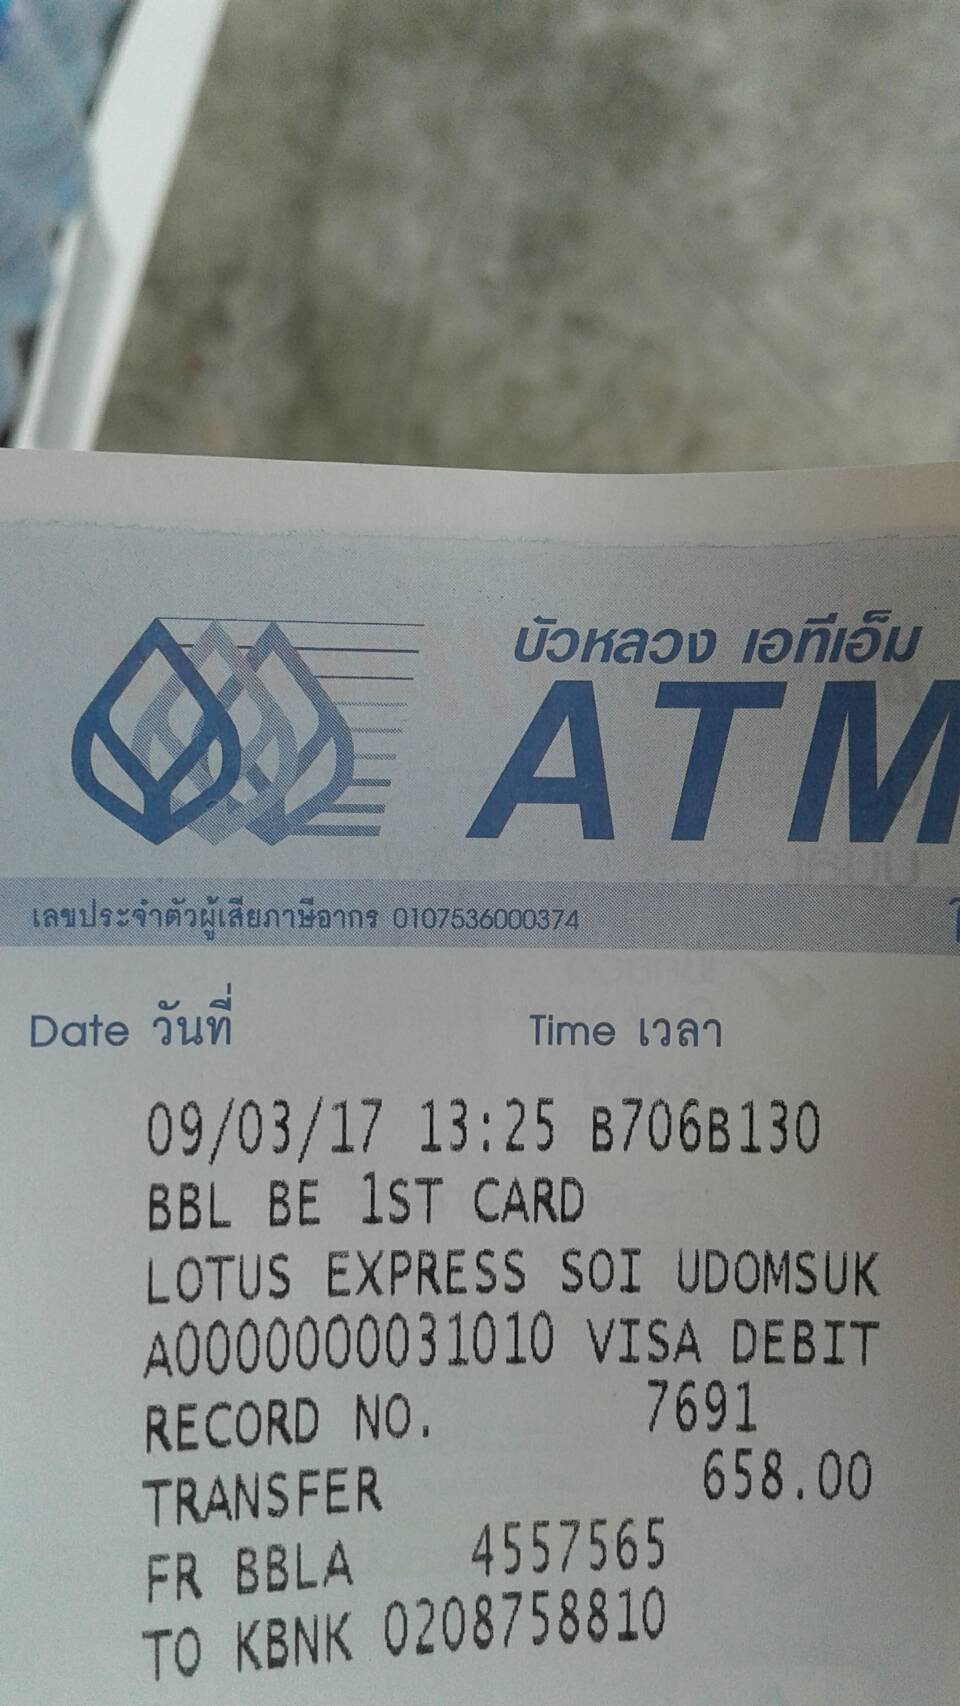 บัวหลวง เอทีเอ็ม
ATM
เลขประจำตัวผู้เสียภาษีอากร 0107536000374
Date วันที่ Time เวลา
09/03/17 13:25 B706B130
BBL BE 1ST CARD
LOTUS EXPRESS SOI UDOMSUK
A0000000031010 VISA DEBIT
RECORD NO. 7691
TRANSFER 658.00
FR BBLA 4557565
TO KBNK 0208758810